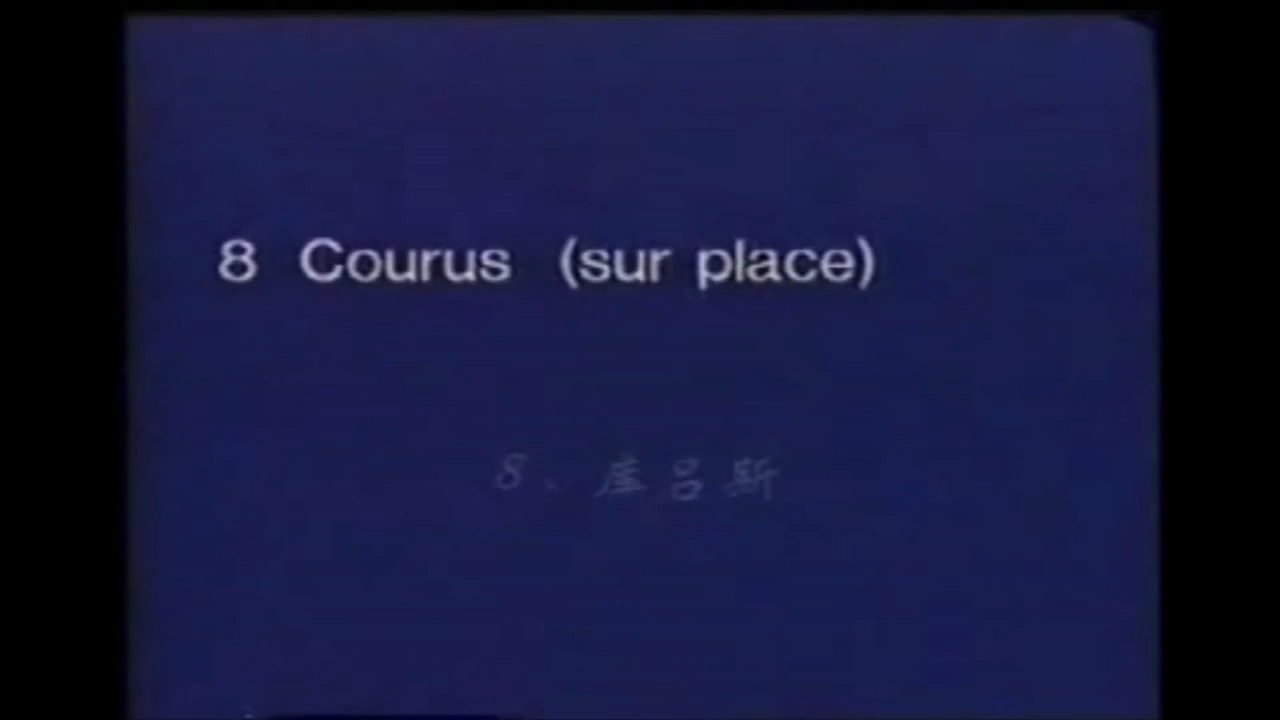 8 Courus (sur place)
8、库吕斯